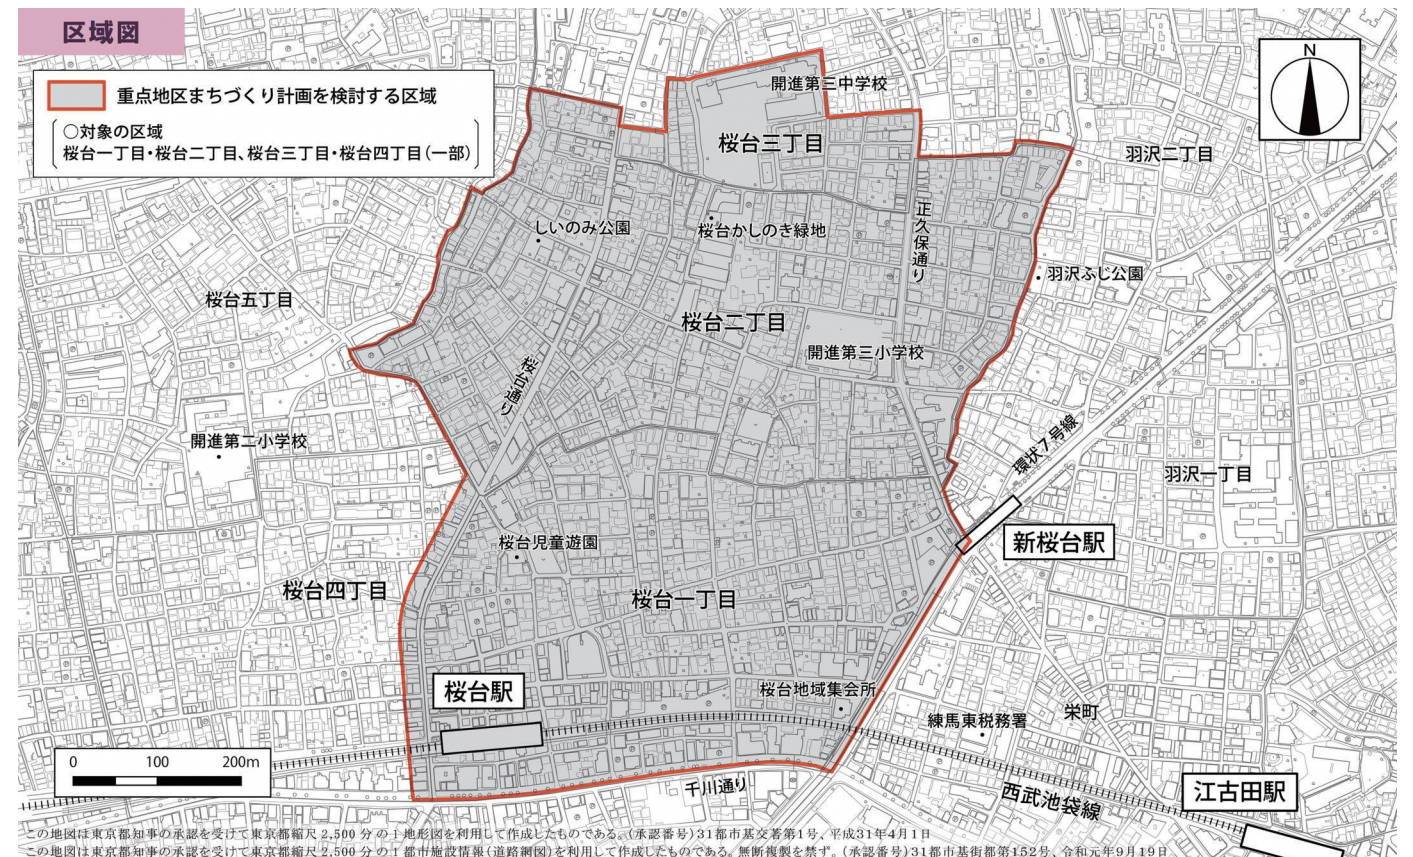 区域図
重点地区まちづくり計画を検討する区域
○対象の区域
桜台一丁目・桜台二丁目、桜台三丁目・桜台四丁目(一部)
N
開進第三中学校
桜台三丁目
羽沢二丁目
しいのみ公園
桜台かしのき緑地
正久保通り
羽沢ふじ公園
桜台五丁目
桜台二丁目
開進第三小学校
桜台通り
開進第二小学校
環状7号線
羽沢一丁目
新桜台駅
桜台児童遊園
桜台四丁目
桜台一丁目
桜台駅
桜台地域集会所
練馬東税務署
栄町
0 100 200m
千川通り
西武池袋線
江古田駅
この地図は東京都知事の承認を受けて東京都縮尺2,500分の1地形図を利用して作成したものである。(承認番号)31都市基交著第1号、平成31年4月1日
この地図は東京都知事の承認を受けて東京都縮尺2,500分の1都市施設情報(道路網図)を利用して作成したものである。無断複製を禁ず。(承認番号)31都市基街都第152号、令和元年9月19日